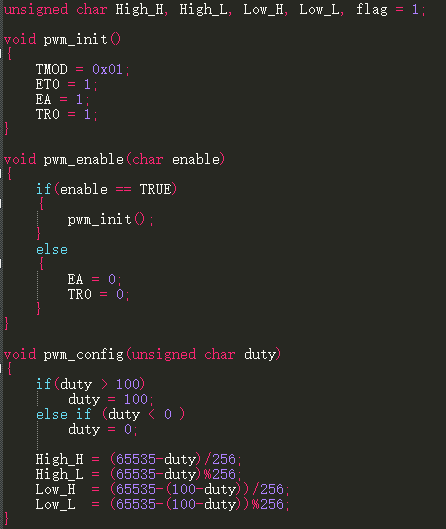 unsigned char High_H, High_L, Low_H, Low_L, flag = 1;
void pwm_init()
{
TMOD = 0x01;
ET0 = 1;
EA = 1;
TR0 = 1;
}
void pwm_enable(char enable)
{
if(enable == TRUE)
{
pwm_init();
}
else
{
EA = 0;
TR0 = 0;
}
}
void pwm_config(unsigned char duty)
{
if(duty > 100)
duty = 100;
else if (duty < 0 )
duty = 0;
High_H = (65535-duty)/256;
High_L = (65535-duty)%256;
Low_H = (65535-(100-duty))/256;
Low_L = (65535-(100-duty))%256;
}